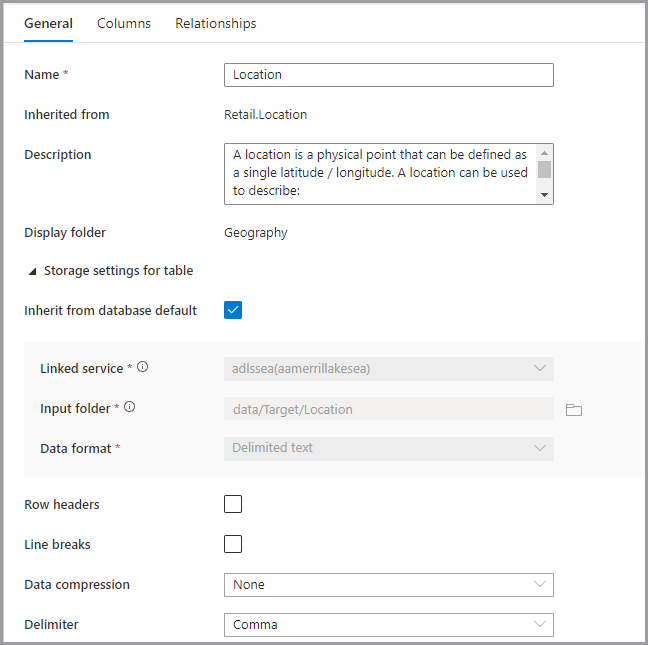 General Columns Relationships
Name * Location
Inherited from Retail.Location
Description A location is a physical point that can be defined as
a single latitude / longitude. A location can be used
to describe:
Display folder Geography
Storage settings for table
Inherit from database default
Linked service * adlssea(aamerrillakesea)
Input folder * data/Target/Location
Data format * Delimited text
Row headers
Line breaks
Data compression None
Delimiter Comma